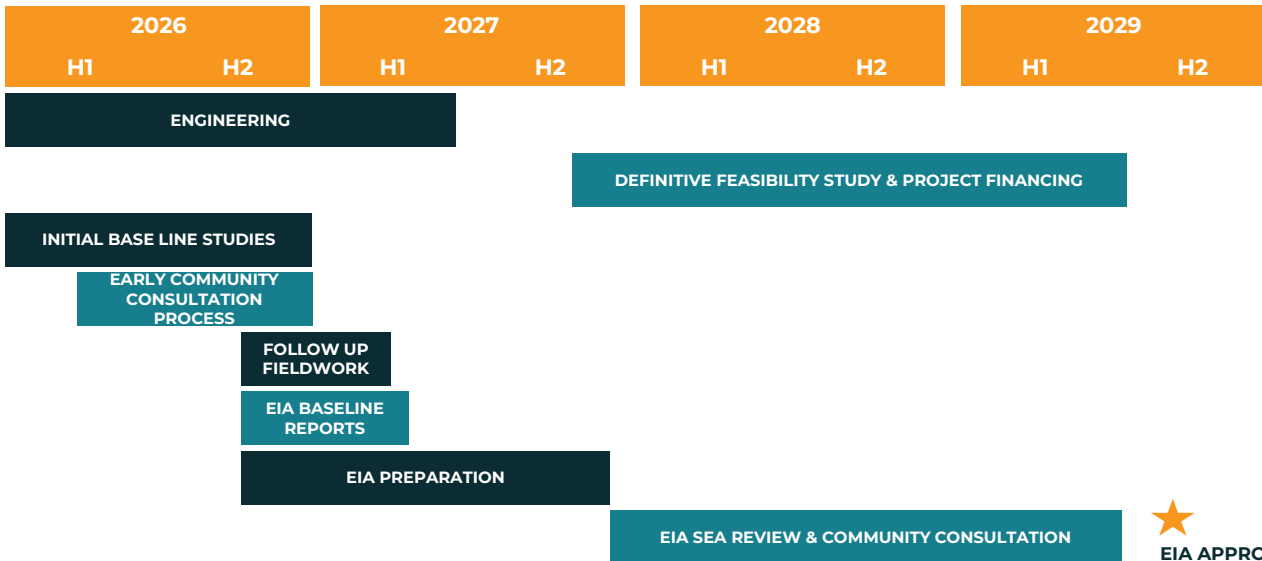 2026 2027 2028 2029
H1 H2 H1 H2 H1 H2 H1 H2
ENGINEERING
DEFINITIVE FEASIBILITY STUDY & PROJECT FINANCING
INITIAL BASE LINE STUDIES
EARLY COMMUNITY
CONSULTATION
PROCESS
FOLLOW UP
FIELDWORK
EIA BASELINE
REPORTS
EIA PREPARATION
EIA SEA REVIEW & COMMUNITY CONSULTATION
EIA APPRO